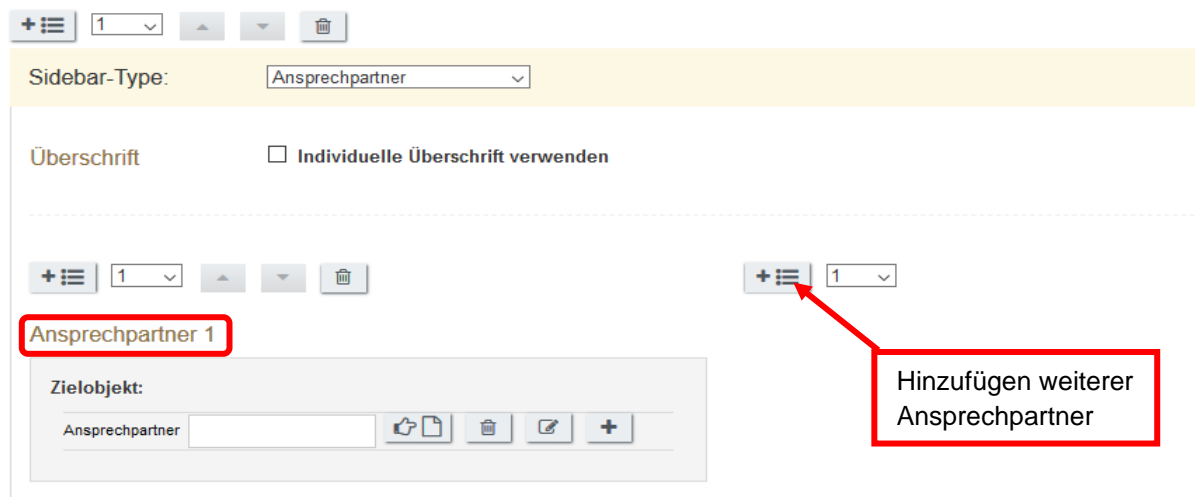 1
Sidebar-Type: Ansprechpartner
Überschrift Individuelle Überschrift verwenden
1 1
Ansprechpartner 1
Zielobjekt:
Ansprechpartner
Hinzufügen weiterer
Ansprechpartner